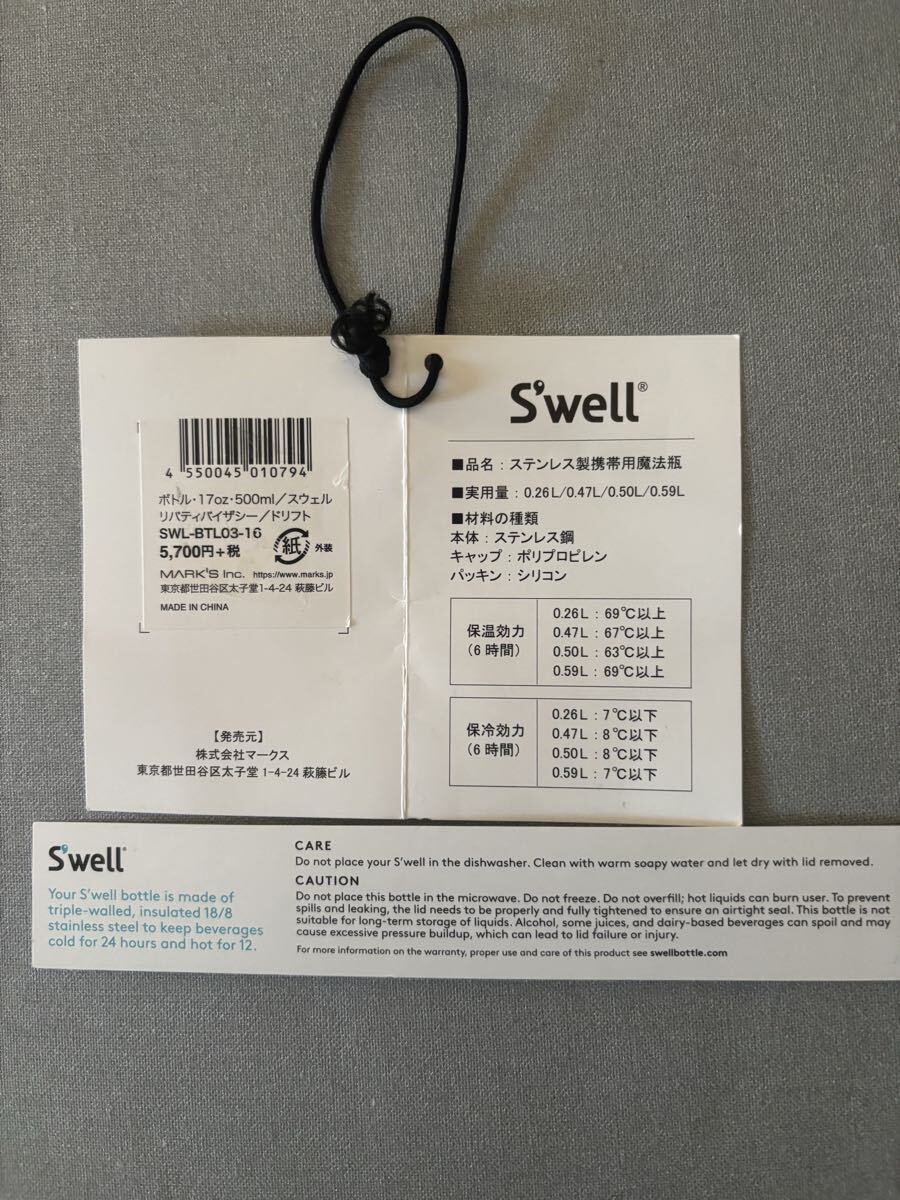 4 550045 010794
ボトル・17oz・500ml／スウェル
リバティバイザシー／ドリフト
SWL-BTL03-16
5,700円+税
紙 外装
MARK'S Inc. https://www.marks.jp
東京都世田谷区太子堂1-4-24 萩藤ビル
MADE IN CHINA
【発売元】
株式会社マークス
東京都世田谷区太子堂 1-4-24 萩藤ビル
S'well®
■品名：ステンレス製携帯用魔法瓶
■実用量：0.26L/0.47L/0.50L/0.59L
■材料の種類
本体：ステンレス鋼
キャップ：ポリプロピレン
パッキン：シリコン
保温効力
（6時間）
0.26L：69℃以上
0.47L：67℃以上
0.50L：63℃以上
0.59L：69℃以上
保冷効力
（6時間）
0.26L：7℃以下
0.47L：8℃以下
0.50L：8℃以下
0.59L：7℃以下
S'well®
Your S'well bottle is made of
triple-walled, insulated 18/8
stainless steel to keep beverages
cold for 24 hours and hot for 12.
CARE
Do not place your S'well in the dishwasher. Clean with warm soapy water and let dry with lid removed.
CAUTION
Do not place this bottle in the microwave. Do not freeze. Do not overfill; hot liquids can burn user. To prevent
spills and leaking, the lid needs to be properly and fully tightened to ensure an airtight seal. This bottle is not
suitable for long-term storage of liquids. Alcohol, some juices, and dairy-based beverages can spoil and may
cause excessive pressure buildup, which can lead to lid failure or injury.
For more information on the warranty, proper use and care of this product see swellbottle.com